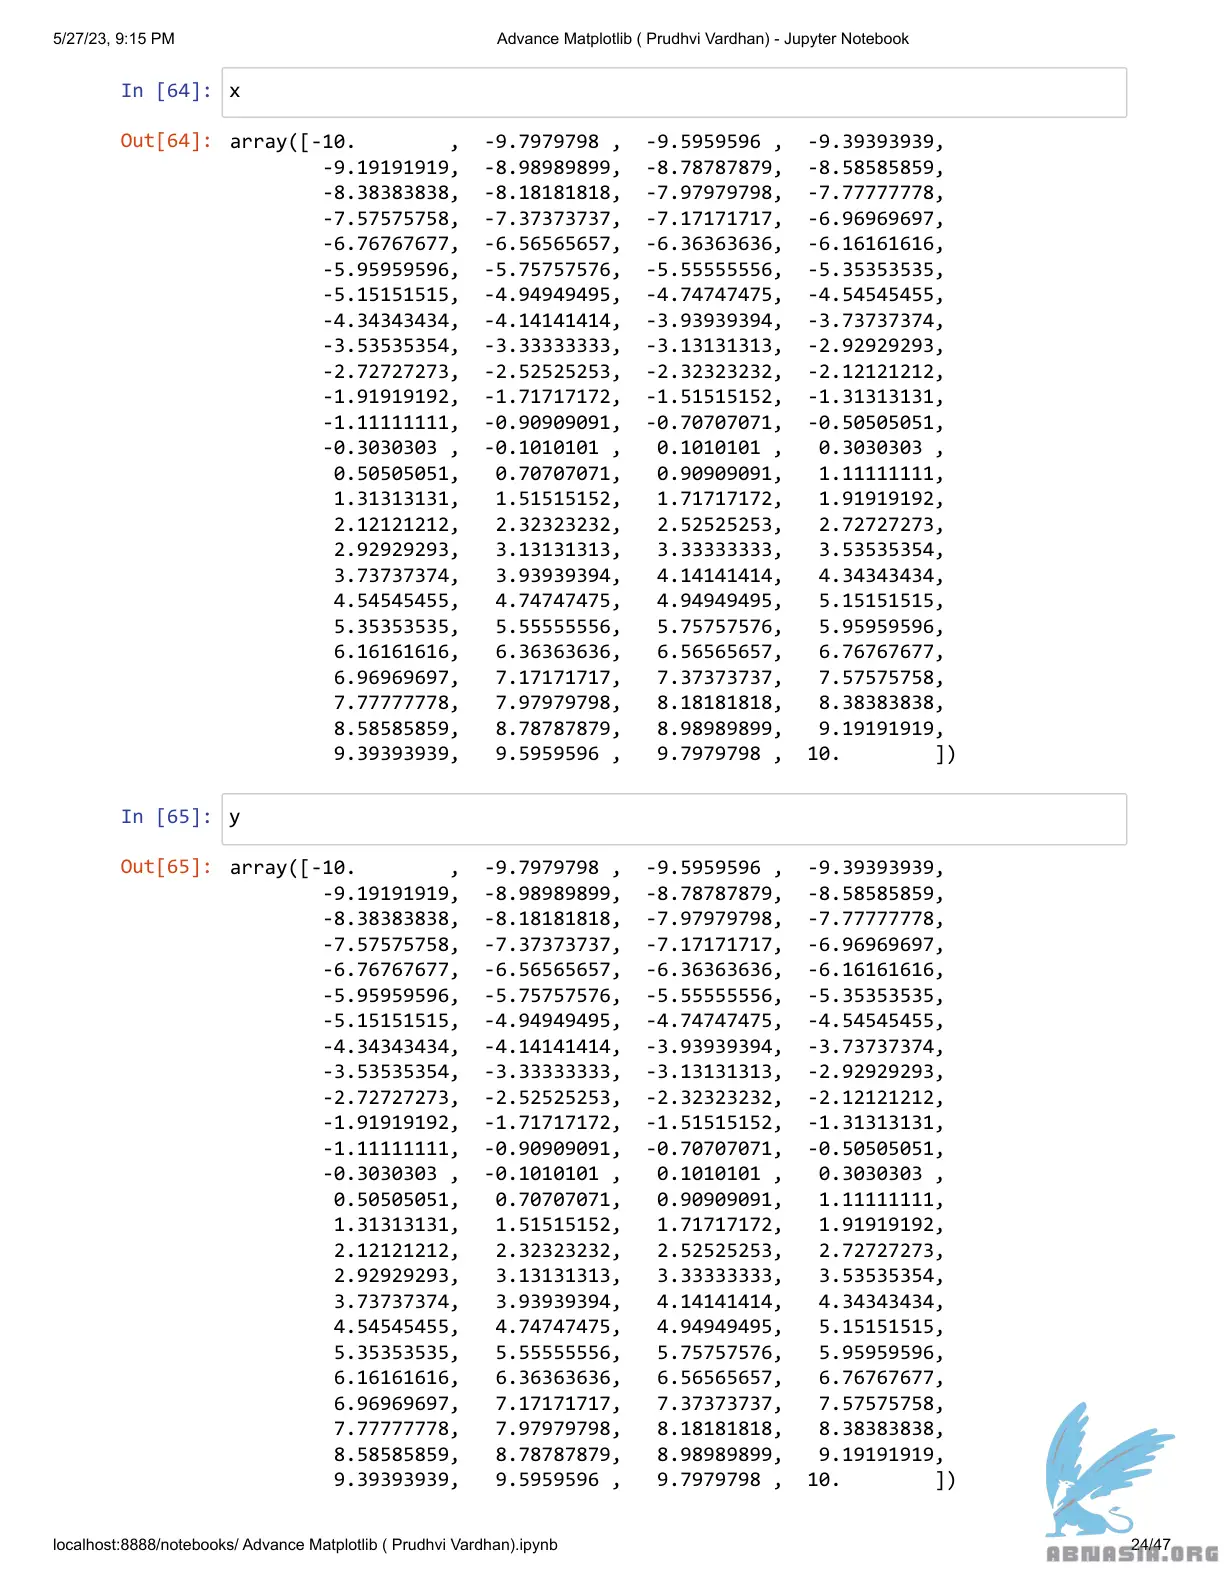 5/27/23, 9:15 PM Advance Matplotlib ( Prudhvi Vardhan) - Jupyter Notebook
In [64]: x
Out[64]: array([-10.        ,  -9.7979798 ,  -9.5959596 ,  -9.39393939,
-9.19191919,  -8.98989899,  -8.78787879,  -8.58585859,
-8.38383838,  -8.18181818,  -7.97979798,  -7.77777778,
-7.57575758,  -7.37373737,  -7.17171717,  -6.96969697,
-6.76767677,  -6.56565657,  -6.36363636,  -6.16161616,
-5.95959596,  -5.75757576,  -5.55555556,  -5.35353535,
-5.15151515,  -4.94949495,  -4.74747475,  -4.54545455,
-4.34343434,  -4.14141414,  -3.93939394,  -3.73737374,
-3.53535354,  -3.33333333,  -3.13131313,  -2.92929293,
-2.72727273,  -2.52525253,  -2.32323232,  -2.12121212,
-1.91919192,  -1.71717172,  -1.51515152,  -1.31313131,
-1.11111111,  -0.90909091,  -0.70707071,  -0.50505051,
-0.3030303 ,  -0.1010101 ,   0.1010101 ,   0.3030303 ,
0.50505051,   0.70707071,   0.90909091,   1.11111111,
1.31313131,   1.51515152,   1.71717172,   1.91919192,
2.12121212,   2.32323232,   2.52525253,   2.72727273,
2.92929293,   3.13131313,   3.33333333,   3.53535354,
3.73737374,   3.93939394,   4.14141414,   4.34343434,
4.54545455,   4.74747475,   4.94949495,   5.15151515,
5.35353535,   5.55555556,   5.75757576,   5.95959596,
6.16161616,   6.36363636,   6.56565657,   6.76767677,
6.96969697,   7.17171717,   7.37373737,   7.57575758,
7.77777778,   7.97979798,   8.18181818,   8.38383838,
8.58585859,   8.78787879,   8.98989899,   9.19191919,
9.39393939,   9.5959596 ,   9.7979798 ,  10.        ])
In [65]: y
Out[65]: array([-10.        ,  -9.7979798 ,  -9.5959596 ,  -9.39393939,
-9.19191919,  -8.98989899,  -8.78787879,  -8.58585859,
-8.38383838,  -8.18181818,  -7.97979798,  -7.77777778,
-7.57575758,  -7.37373737,  -7.17171717,  -6.96969697,
-6.76767677,  -6.56565657,  -6.36363636,  -6.16161616,
-5.95959596,  -5.75757576,  -5.55555556,  -5.35353535,
-5.15151515,  -4.94949495,  -4.74747475,  -4.54545455,
-4.34343434,  -4.14141414,  -3.93939394,  -3.73737374,
-3.53535354,  -3.33333333,  -3.13131313,  -2.92929293,
-2.72727273,  -2.52525253,  -2.32323232,  -2.12121212,
-1.91919192,  -1.71717172,  -1.51515152,  -1.31313131,
-1.11111111,  -0.90909091,  -0.70707071,  -0.50505051,
-0.3030303 ,  -0.1010101 ,   0.1010101 ,   0.3030303 ,
0.50505051,   0.70707071,   0.90909091,   1.11111111,
1.31313131,   1.51515152,   1.71717172,   1.91919192,
2.12121212,   2.32323232,   2.52525253,   2.72727273,
2.92929293,   3.13131313,   3.33333333,   3.53535354,
3.73737374,   3.93939394,   4.14141414,   4.34343434,
4.54545455,   4.74747475,   4.94949495,   5.15151515,
5.35353535,   5.55555556,   5.75757576,   5.95959596,
6.16161616,   6.36363636,   6.56565657,   6.76767677,
6.96969697,   7.17171717,   7.37373737,   7.57575758,
7.77777778,   7.97979798,   8.18181818,   8.38383838,
8.58585859,   8.78787879,   8.98989899,   9.19191919,
9.39393939,   9.5959596 ,   9.7979798 ,  10.        ])
localhost:8888/notebooks/ Advance Matplotlib ( Prudhvi Vardhan).ipynb 24/47
ABNASIA.ORG